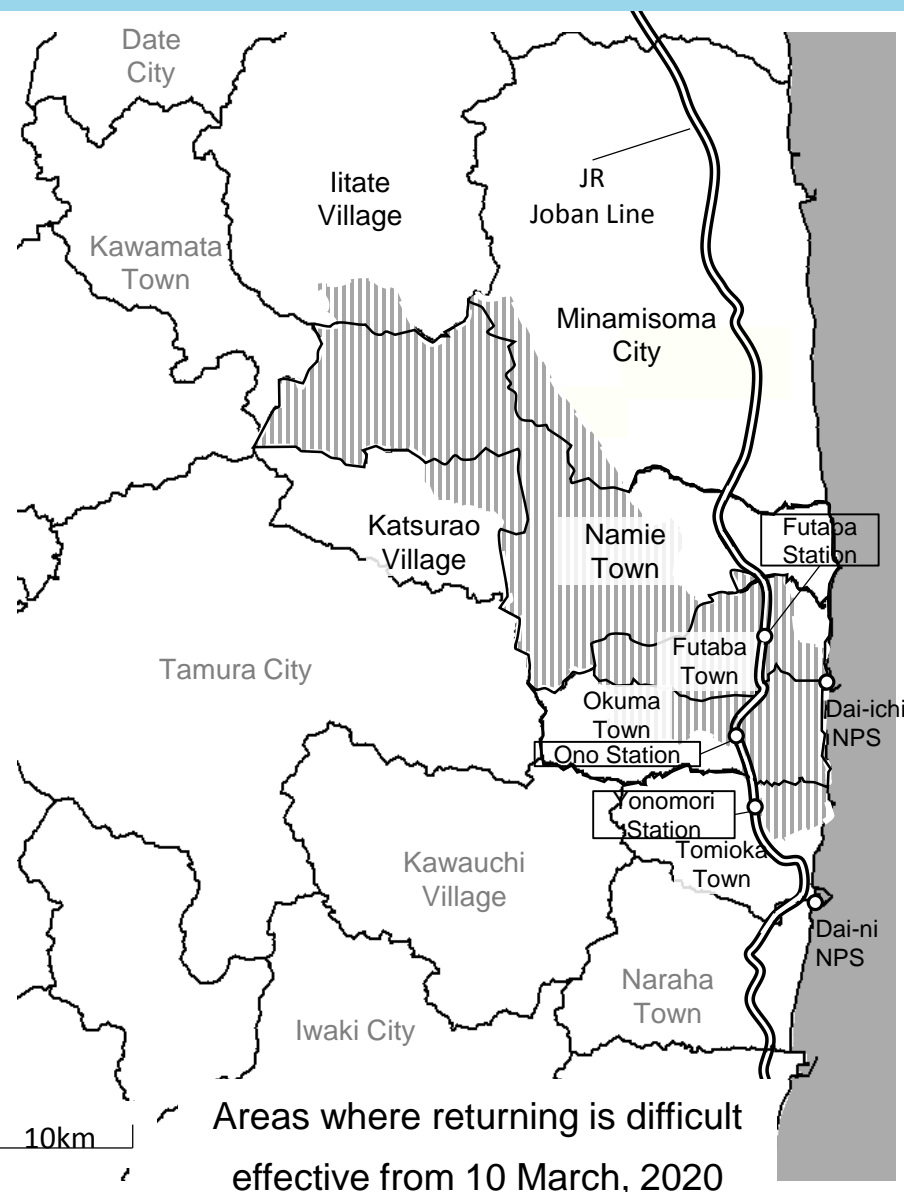 Date
City
Iitate
Village
JR
Joban Line
Kawamata
Town
Minamisoma
City
Katsurao
Village
Namie
Town
Futaba
Station
Tamura City
Futaba
Town
Okuma
Town
Dai-ichi
NPS
Ono Station
Yonomori
Station
Tomioka
Town
Kawauchi
Village
Dai-ni
NPS
Naraha
Town
Iwaki City
10km
Areas where returning is difficult
effective from 10 March, 2020